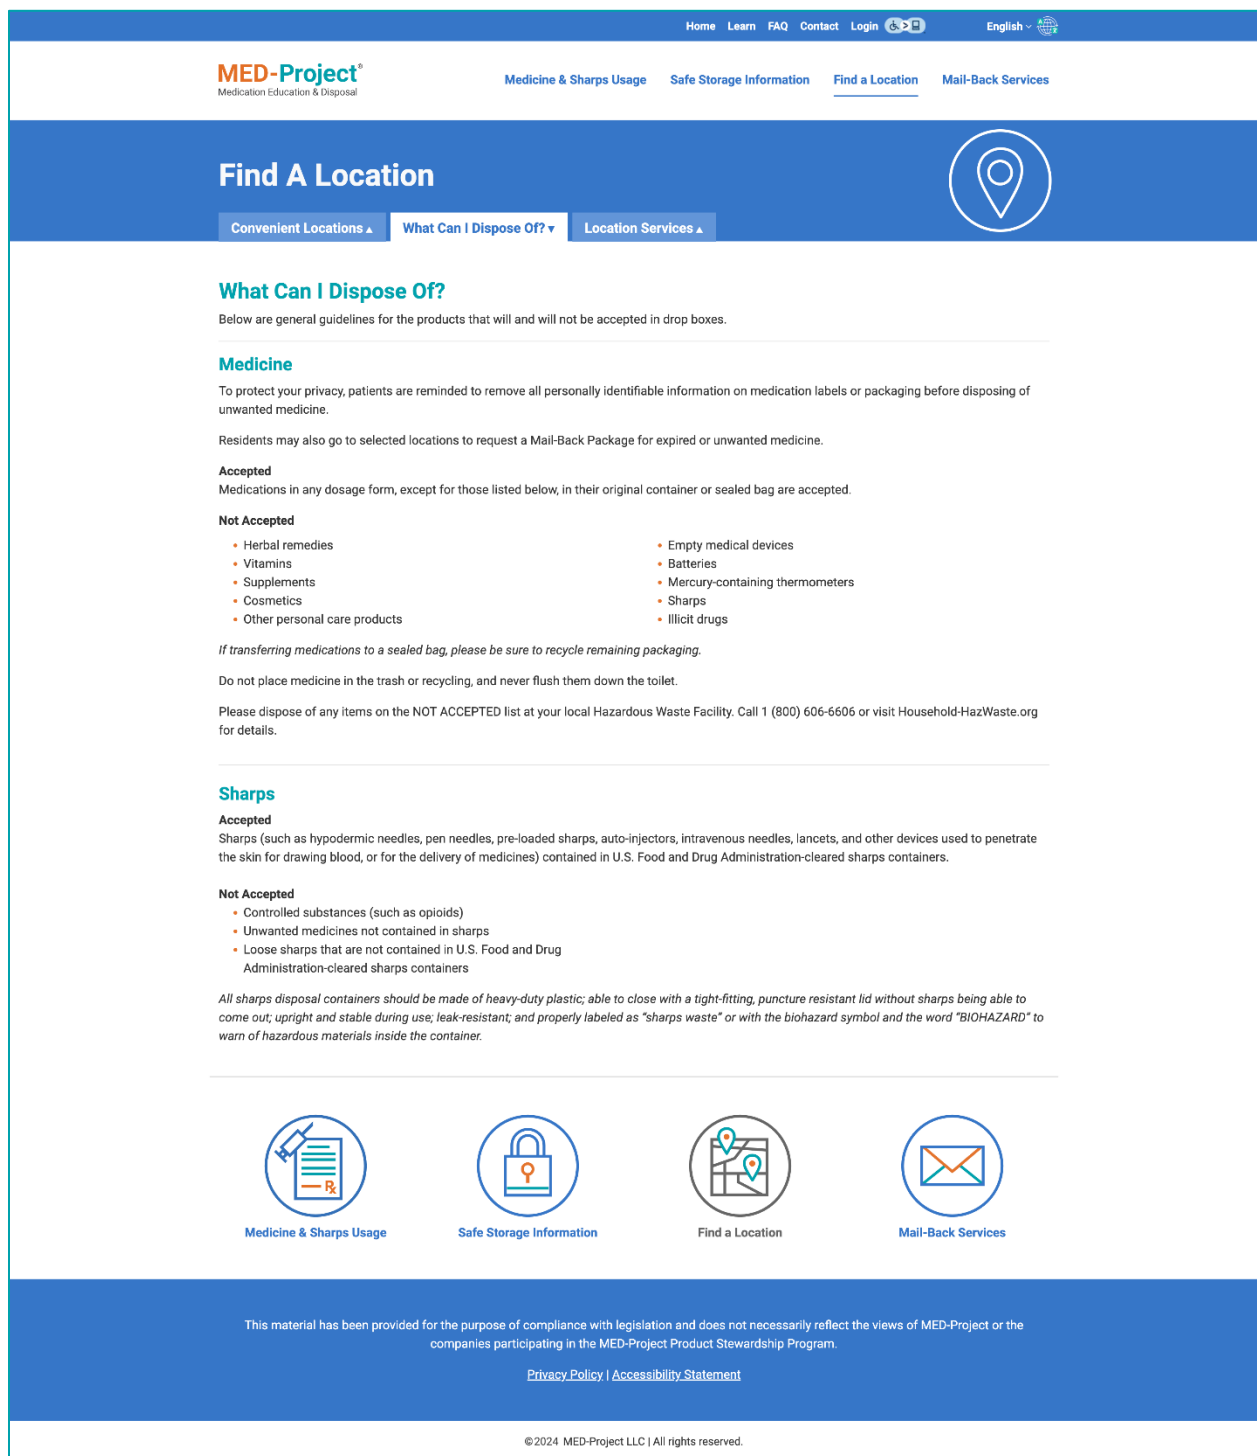 Home Learn FAQ Contact Login English
MED-Project®
Medication Education & Disposal
Medicine & Sharps Usage Safe Storage Information Find a Location Mail-Back Services
Find A Location
Convenient Locations ▴ What Can I Dispose Of? ▾ Location Services ▴
What Can I Dispose Of?
Below are general guidelines for the products that will and will not be accepted in drop boxes.
Medicine
To protect your privacy, patients are reminded to remove all personally identifiable information on medication labels or packaging before disposing of
unwanted medicine.
Residents may also go to selected locations to request a Mail-Back Package for expired or unwanted medicine.
Accepted
Medications in any dosage form, except for those listed below, in their original container or sealed bag are accepted.
Not Accepted
• Herbal remedies
• Vitamins
• Supplements
• Cosmetics
• Other personal care products
• Empty medical devices
• Batteries
• Mercury-containing thermometers
• Sharps
• Illicit drugs
If transferring medications to a sealed bag, please be sure to recycle remaining packaging.
Do not place medicine in the trash or recycling, and never flush them down the toilet.
Please dispose of any items on the NOT ACCEPTED list at your local Hazardous Waste Facility. Call 1 (800) 606-6606 or visit Household-HazWaste.org
for details.
Sharps
Accepted
Sharps (such as hypodermic needles, pen needles, pre-loaded sharps, auto-injectors, intravenous needles, lancets, and other devices used to penetrate
the skin for drawing blood, or for the delivery of medicines) contained in U.S. Food and Drug Administration-cleared sharps containers.
Not Accepted
• Controlled substances (such as opioids)
• Unwanted medicines not contained in sharps
• Loose sharps that are not contained in U.S. Food and Drug
Administration-cleared sharps containers
All sharps disposal containers should be made of heavy-duty plastic; able to close with a tight-fitting, puncture resistant lid without sharps being able to
come out; upright and stable during use; leak-resistant; and properly labeled as “sharps waste” or with the biohazard symbol and the word “BIOHAZARD” to
warn of hazardous materials inside the container.
Rx
Medicine & Sharps Usage Safe Storage Information Find a Location Mail-Back Services
This material has been provided for the purpose of compliance with legislation and does not necessarily reflect the views of MED-Project or the
companies participating in the MED-Project Product Stewardship Program.
Privacy Policy | Accessibility Statement
©2024 MED-Project LLC | All rights reserved.